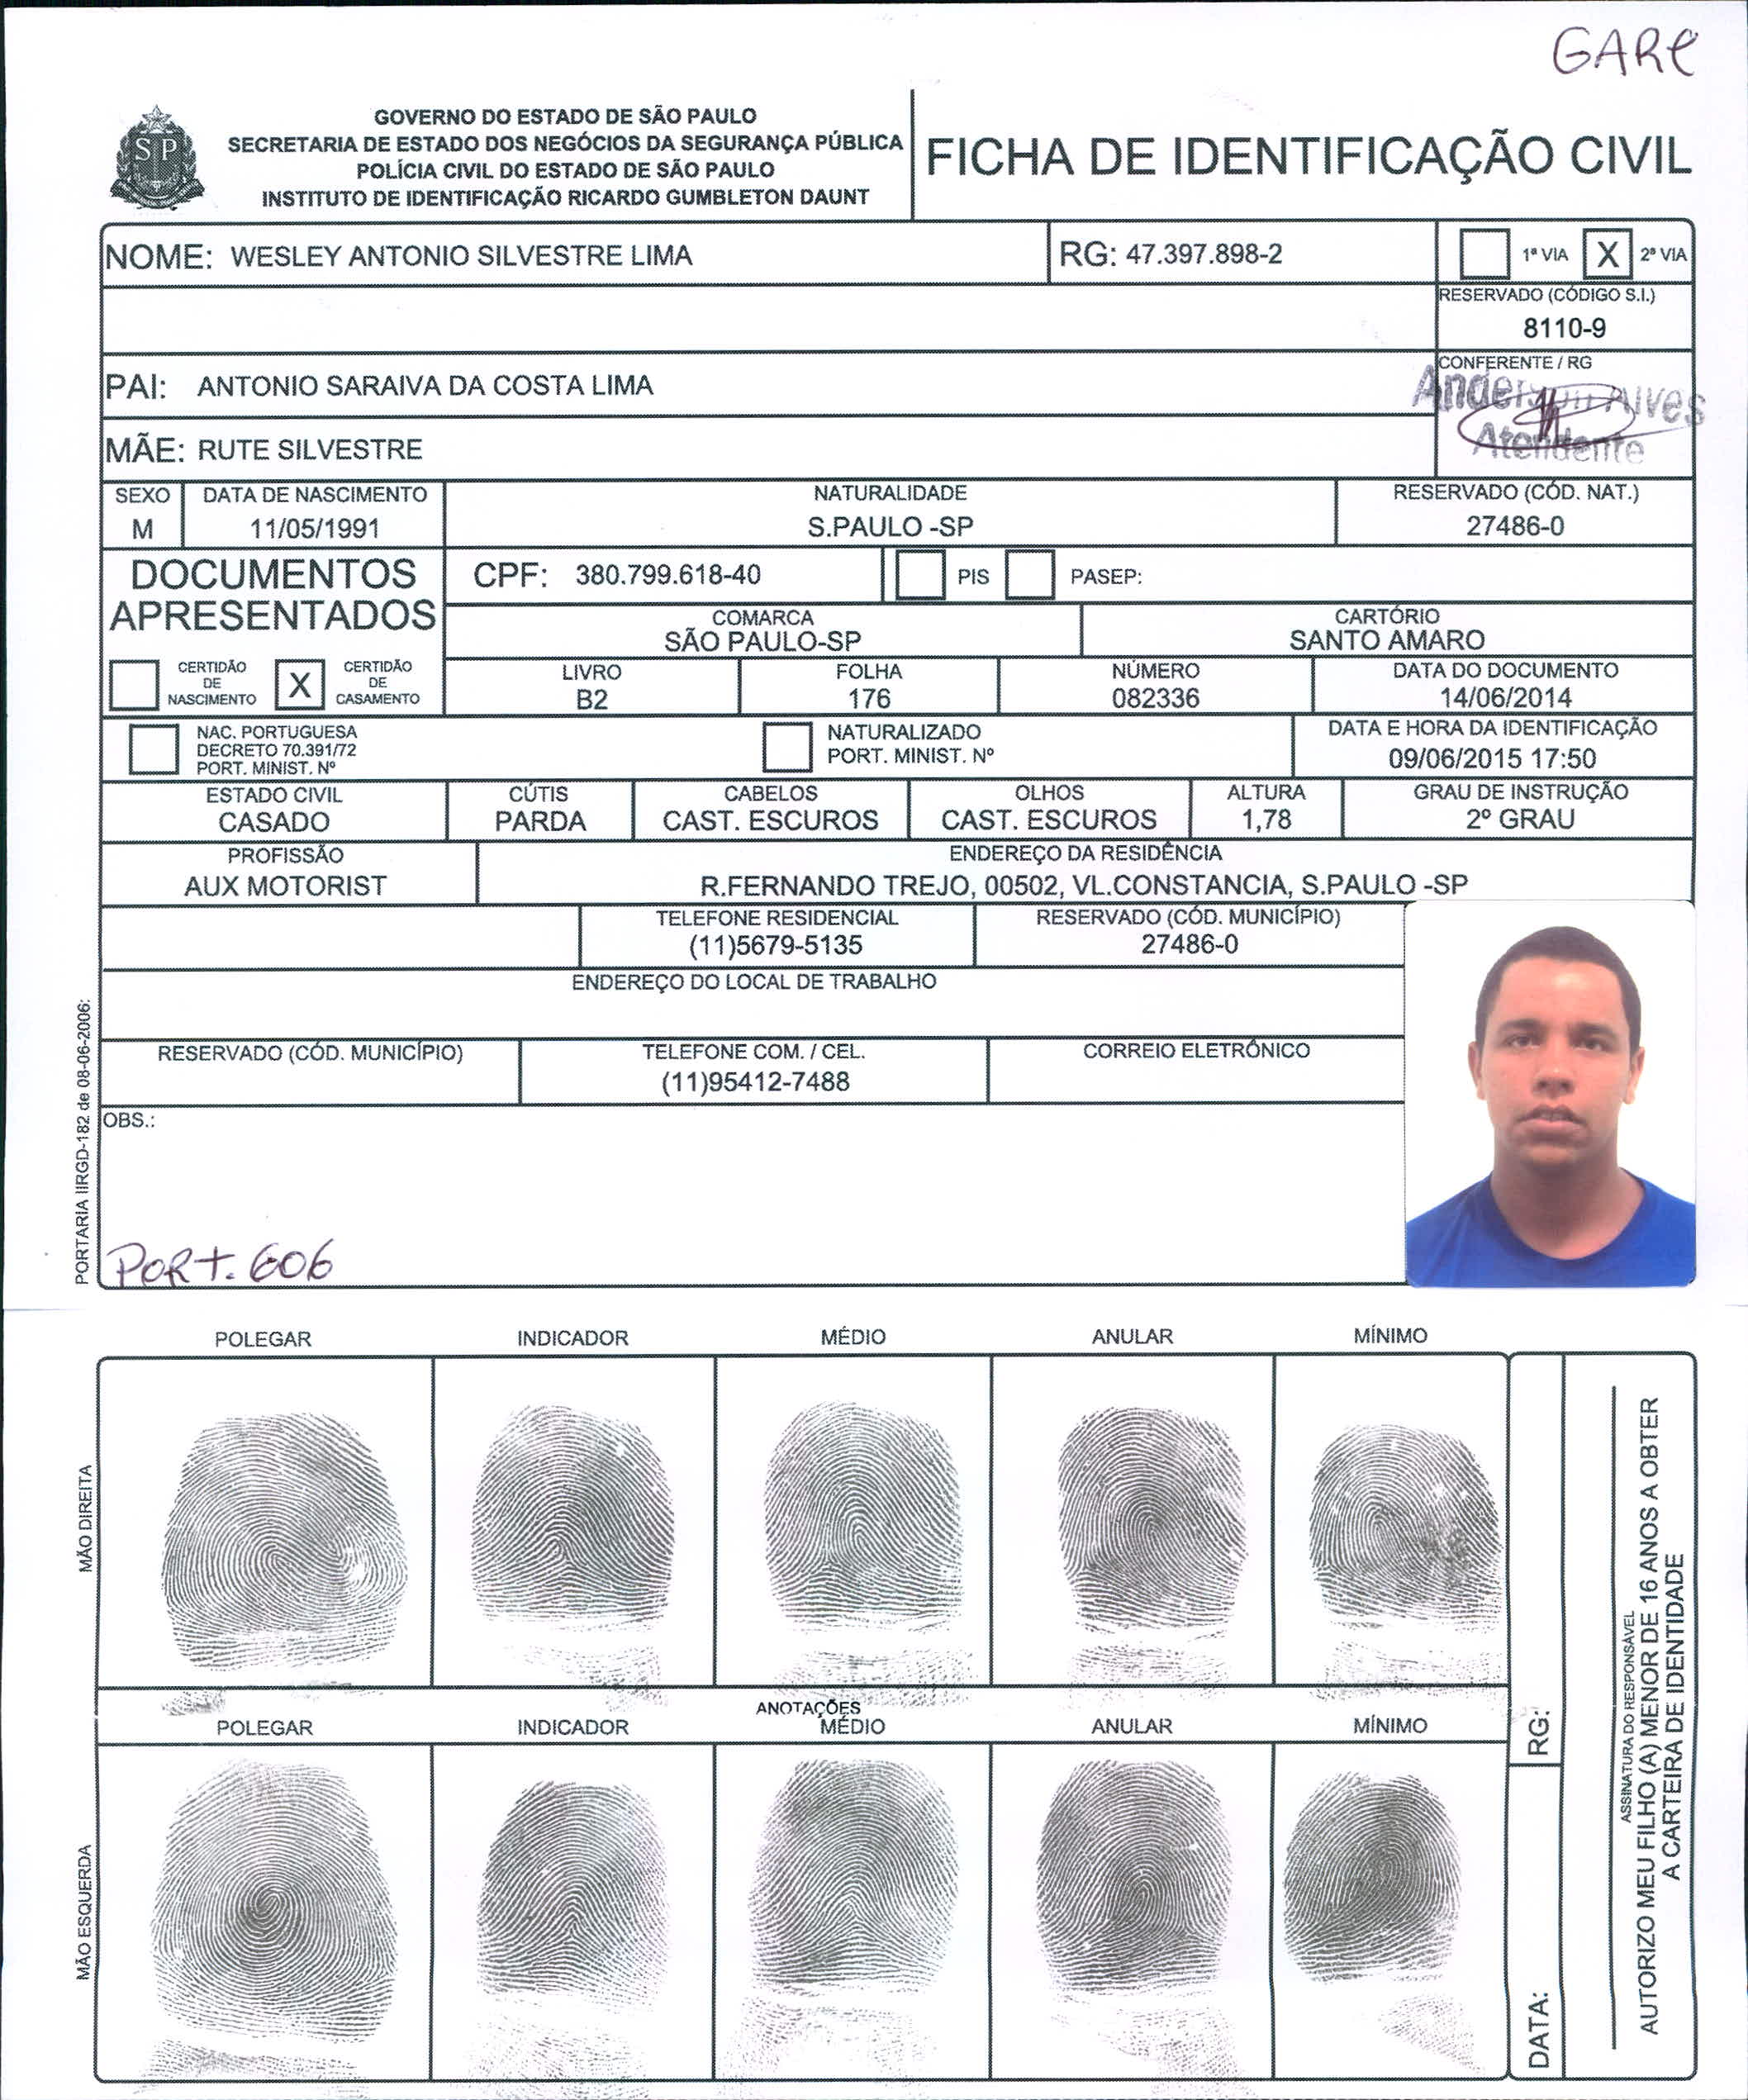 GARE
GOVERNO DO ESTADO DE SÃO PAULO
SECRETARIA DE ESTADO DOS NEGÓCIOS DA SEGURANÇA PÚBLICA
POLÍCIA CIVIL DO ESTADO DE SÃO PAULO
INSTITUTO DE IDENTIFICAÇÃO RICARDO GUMBLETON DAUNT
SP
FICHA DE IDENTIFICAÇÃO CIVIL
NOME: WESLEY ANTONIO SILVESTRE LIMA
RG: 47.397.898-2
1ª VIA X 2ª VIA
RESERVADO (CÓDIGO S.I.)
8110-9
PAI: ANTONIO SARAIVA DA COSTA LIMA
CONFERENTE / RG
Anderson Alves
Atendente
MÃE: RUTE SILVESTRE
SEXO
M
DATA DE NASCIMENTO
11/05/1991
NATURALIDADE
S.PAULO -SP
RESERVADO (CÓD. NAT.)
27486-0
DOCUMENTOS
APRESENTADOS
CPF: 380.799.618-40
PIS
PASEP:
COMARCA
SÃO PAULO-SP
CARTÓRIO
SANTO AMARO
CERTIDÃO
DE
NASCIMENTO
X
CERTIDÃO
DE
CASAMENTO
LIVRO
B2
FOLHA
176
NÚMERO
082336
DATA DO DOCUMENTO
14/06/2014
NAC. PORTUGUESA
DECRETO 70.391/72
PORT. MINIST. Nº
NATURALIZADO
PORT. MINIST. Nº
DATA E HORA DA IDENTIFICAÇÃO
09/06/2015 17:50
ESTADO CIVIL
CASADO
CÚTIS
PARDA
CABELOS
CAST. ESCUROS
OLHOS
CAST. ESCUROS
ALTURA
1,78
GRAU DE INSTRUÇÃO
2º GRAU
PROFISSÃO
AUX MOTORIST
ENDEREÇO DA RESIDÊNCIA
R.FERNANDO TREJO, 00502, VL.CONSTANCIA, S.PAULO -SP
TELEFONE RESIDENCIAL
(11)5679-5135
RESERVADO (CÓD. MUNICÍPIO)
27486-0
ENDEREÇO DO LOCAL DE TRABALHO
RESERVADO (CÓD. MUNICÍPIO)
TELEFONE COM. / CEL.
(11)95412-7488
CORREIO ELETRÔNICO
OBS.:
PORT. 606
PORTARIA IIRGD-182 de 08-06-2006:
POLEGAR INDICADOR MÉDIO ANULAR MÍNIMO
MÃO DIREITA
ANOTAÇÕES
POLEGAR INDICADOR MÉDIO ANULAR MÍNIMO
MÃO ESQUERDA
RG:
DATA:
ASSINATURA DO RESPONSÁVEL
AUTORIZO MEU FILHO (A) MENOR DE 16 ANOS A OBTER
A CARTEIRA DE IDENTIDADE